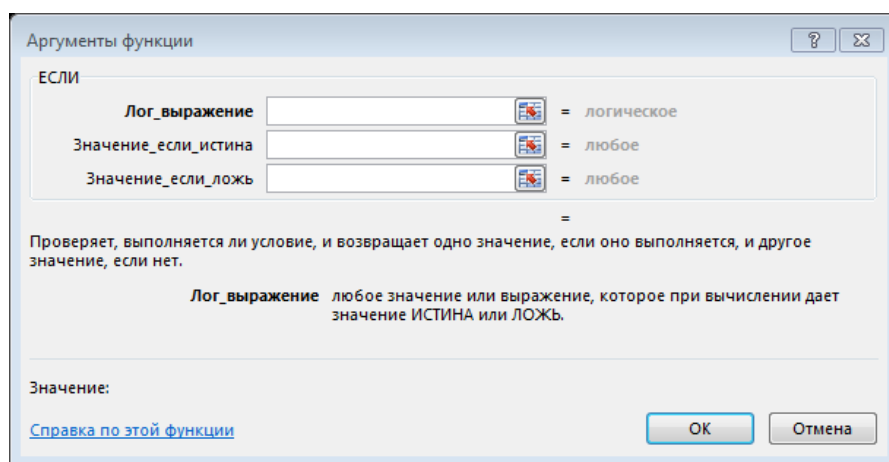 Аргументы функции
ЕСЛИ
Лог_выражение = логическое
Значение_если_истина = любое
Значение_если_ложь = любое
=
Проверяет, выполняется ли условие, и возвращает одно значение, если оно выполняется, и другое
значение, если нет.
Лог_выражение любое значение или выражение, которое при вычислении дает
значение ИСТИНА или ЛОЖЬ.
Значение:
Справка по этой функции
ОК
Отмена